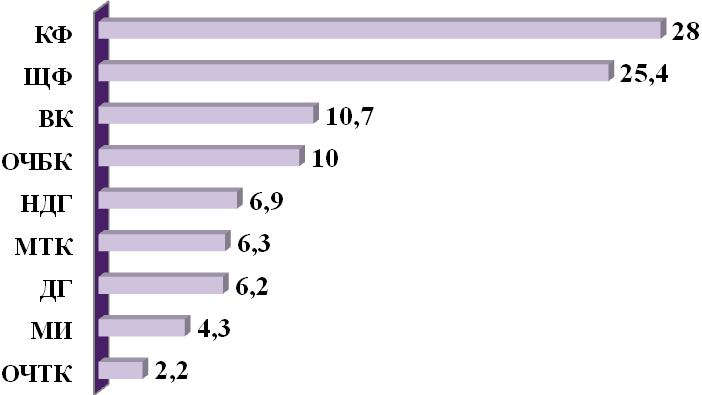 КФ 28
ЩФ 25,4
ВК 10,7
ОЧБК 10
НДГ 6,9
МТК 6,3
ДГ 6,2
МИ 4,3
ОЧТК 2,2